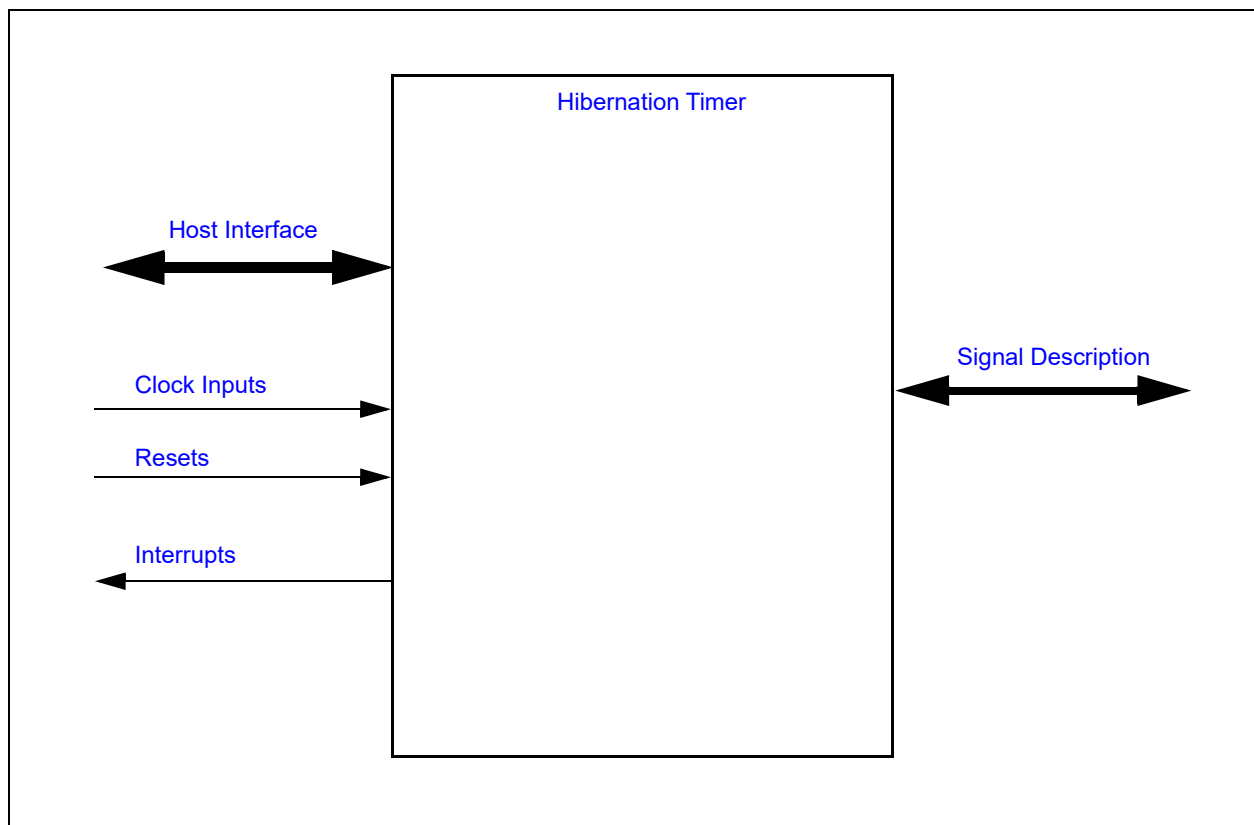 Hibernation Timer
Host Interface
Signal Description
Clock Inputs
Resets
Interrupts